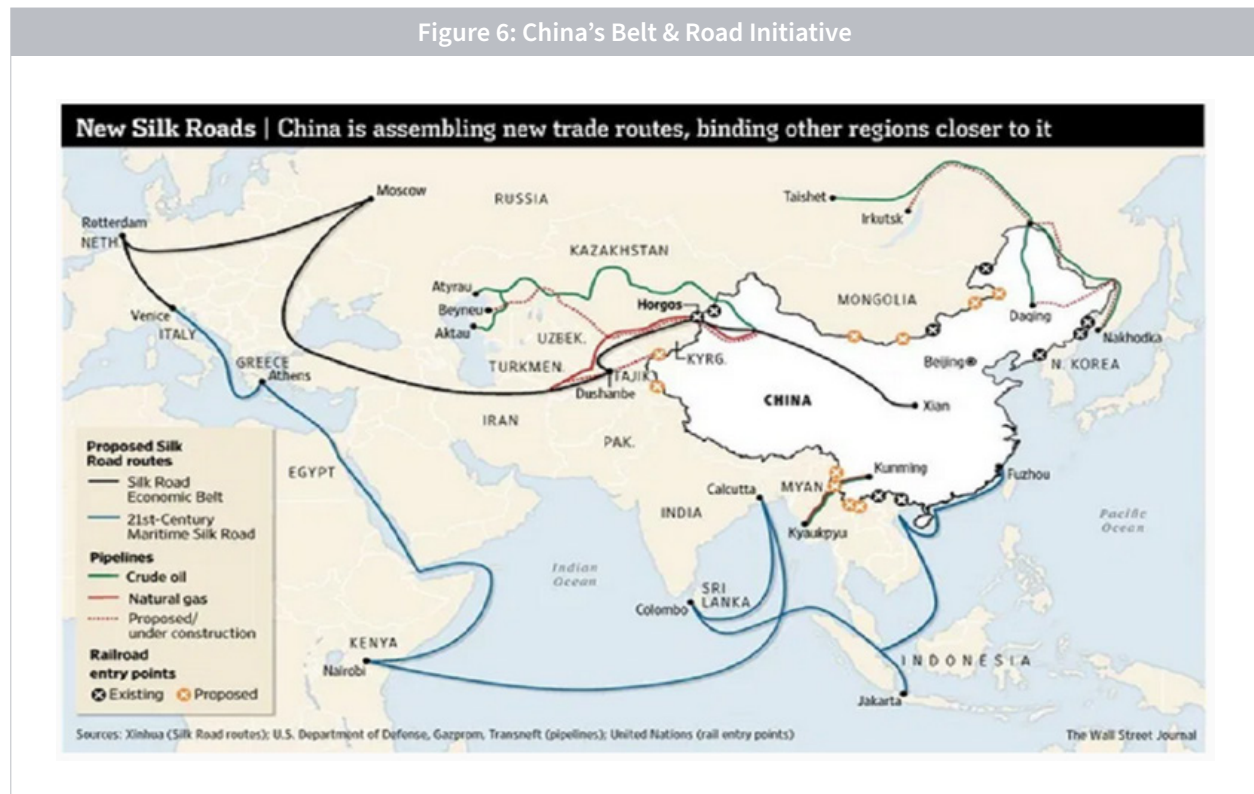 Figure 6: China's Belt & Road Initiative
New Silk Roads | China is assembling new trade routes, binding other regions closer to it
Moscow
RUSSIA
Taishet
Irkutsk
Rotterdam
NETH.
KAZAKHSTAN
Atyrau
Beyneu
Aktau
Horgos
MONGOLIA
Daqing
Nakhodka
Venice
ITALY
UZBEK.
TURKMEN.
KYRG.
TAJIK.
Dushanbe
Beijing
N. KOREA
GREECE
Athens
CHINA
Xian
IRAN
PAK.
EGYPT
Proposed Silk
Road routes
Silk Road
Economic Belt
21st-Century
Maritime Silk Road
Pipelines
Crude oil
Natural gas
Proposed/
under construction
Railroad
entry points
Existing
Proposed
Calcutta
INDIA
MYAN.
Kunming
Kyaukpyu
Fuzhou
Pacific
Ocean
Indian
Ocean
SRI
LANKA
Colombo
KENYA
Nairobi
INDONESIA
Jakarta
Sources: Xinhua (Silk Road routes); U.S. Department of Defense, Gazprom, Transneft (pipelines); United Nations (rail entry points)
The Wall Street Journal